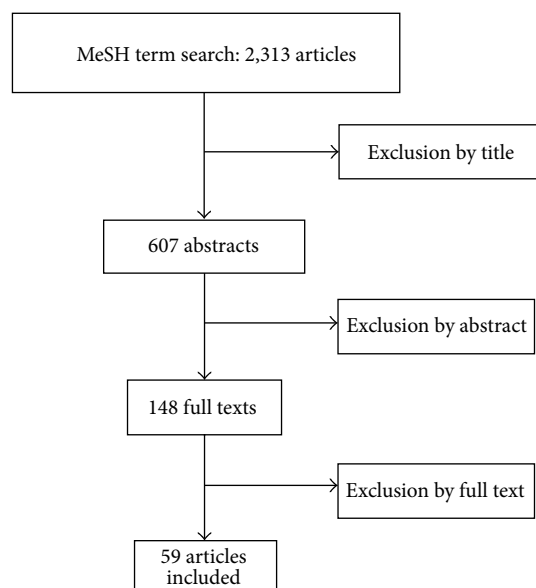 MeSH term search: 2,313 articles
Exclusion by title
607 abstracts
Exclusion by abstract
148 full texts
Exclusion by full text
59 articles
included